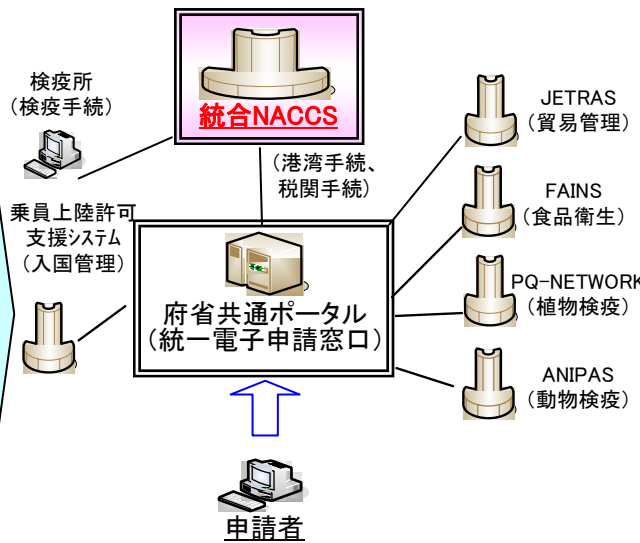 検疫所
（検疫手続）
統合NACCS
（港湾手続、
税関手続）
乗員上陸許可
支援システム
（入国管理）
府省共通ポータル
（統一電子申請窓口）
JETRAS
（貿易管理）
FAINS
（食品衛生）
PQ-NETWORK
（植物検疫）
ANIPAS
（動物検疫）
申請者